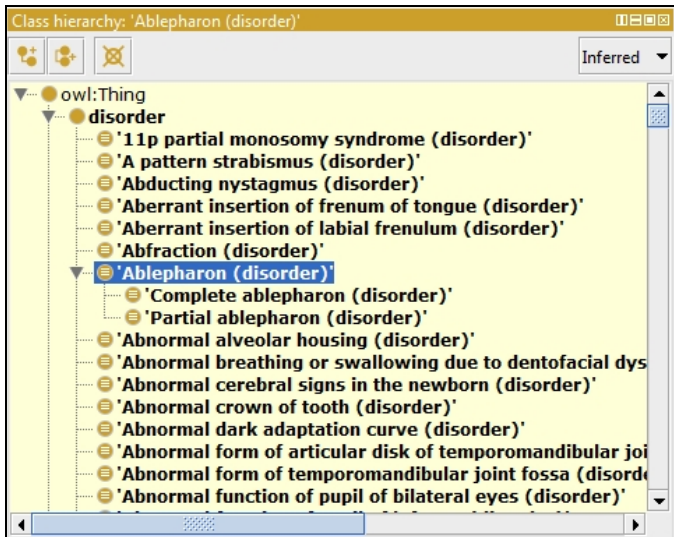 Class hierarchy: 'Ablepharon (disorder)'
Inferred
owl:Thing
disorder
'11p partial monosomy syndrome (disorder)'
'A pattern strabismus (disorder)'
'Abducting nystagmus (disorder)'
'Aberrant insertion of frenum of tongue (disorder)'
'Aberrant insertion of labial frenulum (disorder)'
'Abfraction (disorder)'
'Ablepharon (disorder)'
'Complete ablepharon (disorder)'
'Partial ablepharon (disorder)'
'Abnormal alveolar housing (disorder)'
'Abnormal breathing or swallowing due to dentofacial dys
'Abnormal cerebral signs in the newborn (disorder)'
'Abnormal crown of tooth (disorder)'
'Abnormal dark adaptation curve (disorder)'
'Abnormal form of articular disk of temporomandibular joi
'Abnormal form of temporomandibular joint fossa (disorde
'Abnormal function of pupil of bilateral eyes (disorder)'